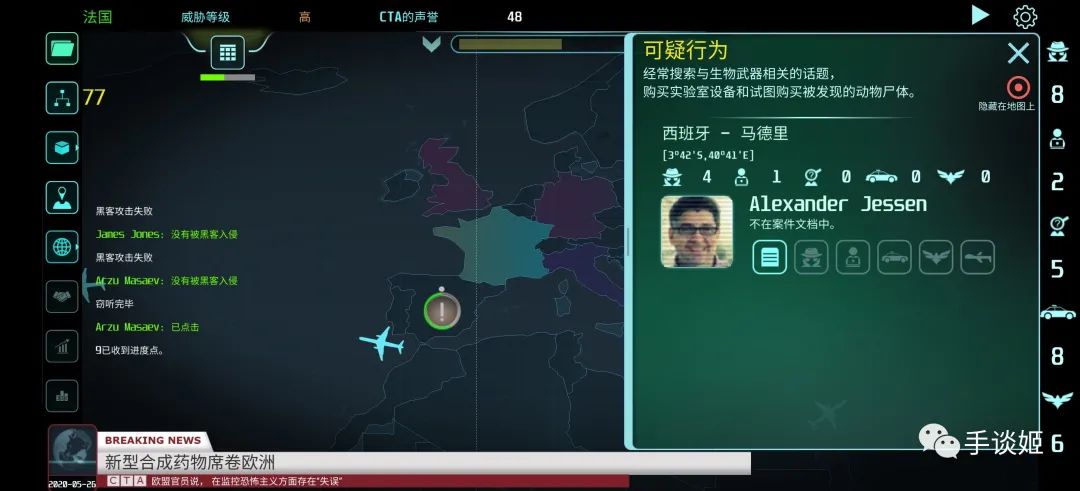 法国
威胁等级
高
CTA的声誉
48
77
黑客攻击失败
James Jones: 没有被黑客入侵
黑客攻击失败
Arzu Masaev: 没有被黑客入侵
窃听完毕
Arzu Masaev: 已点击
9已收到进度点。
可疑行为
经常搜索与生物武器相关的话题，
购买实验室设备和试图购买被发现的动物尸体。
隐藏在地图上
西班牙 - 马德里
[3°42'S,40°41'E]
4 1 0 0 0
Alexander Jessen
不在案件文档中。
8
2
5
8
6
BREAKING NEWS
新型合成药物席卷欧洲
2020-05-26
CTA 欧盟官员说， 在监控恐怖主义方面存在“失误”
手谈姬